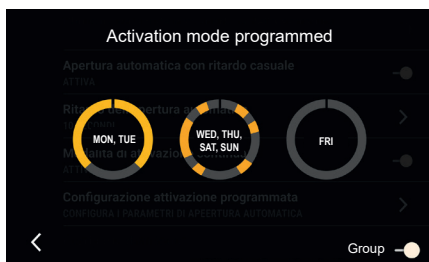 Activation mode programmed
Apertura automatica con ritardo casuale
ATTIVA
MON, TUE
WED, THU,
SAT, SUN
FRI
Configurazione attivazione programmata
CONFIGURA I PARAMETRI DI APEERTURA AUTOMATICA
Group